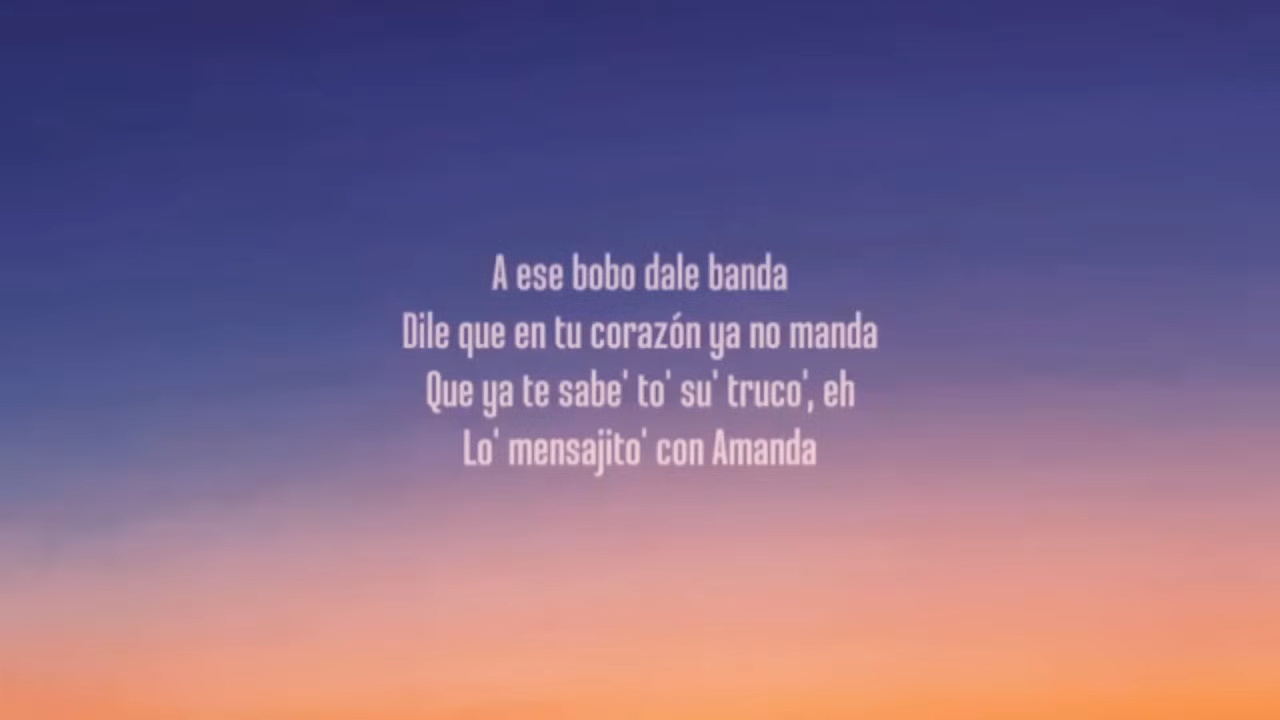 A ese bobo dale banda
Dile que en tu corazón ya no manda
Que ya te sabe' to' su' truco', eh
Lo' mensajito' con Amanda